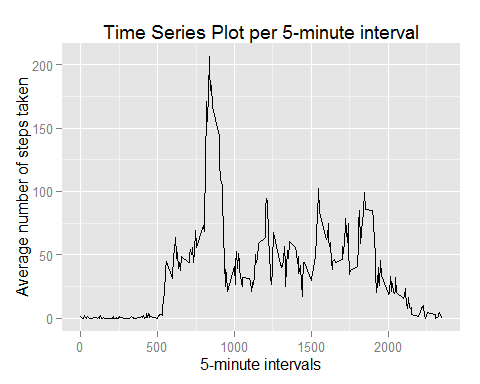 Time Series Plot per 5-minute interval
Average number of steps taken
200
150
100
50
0
0 500 1000 1500 2000
5-minute intervals